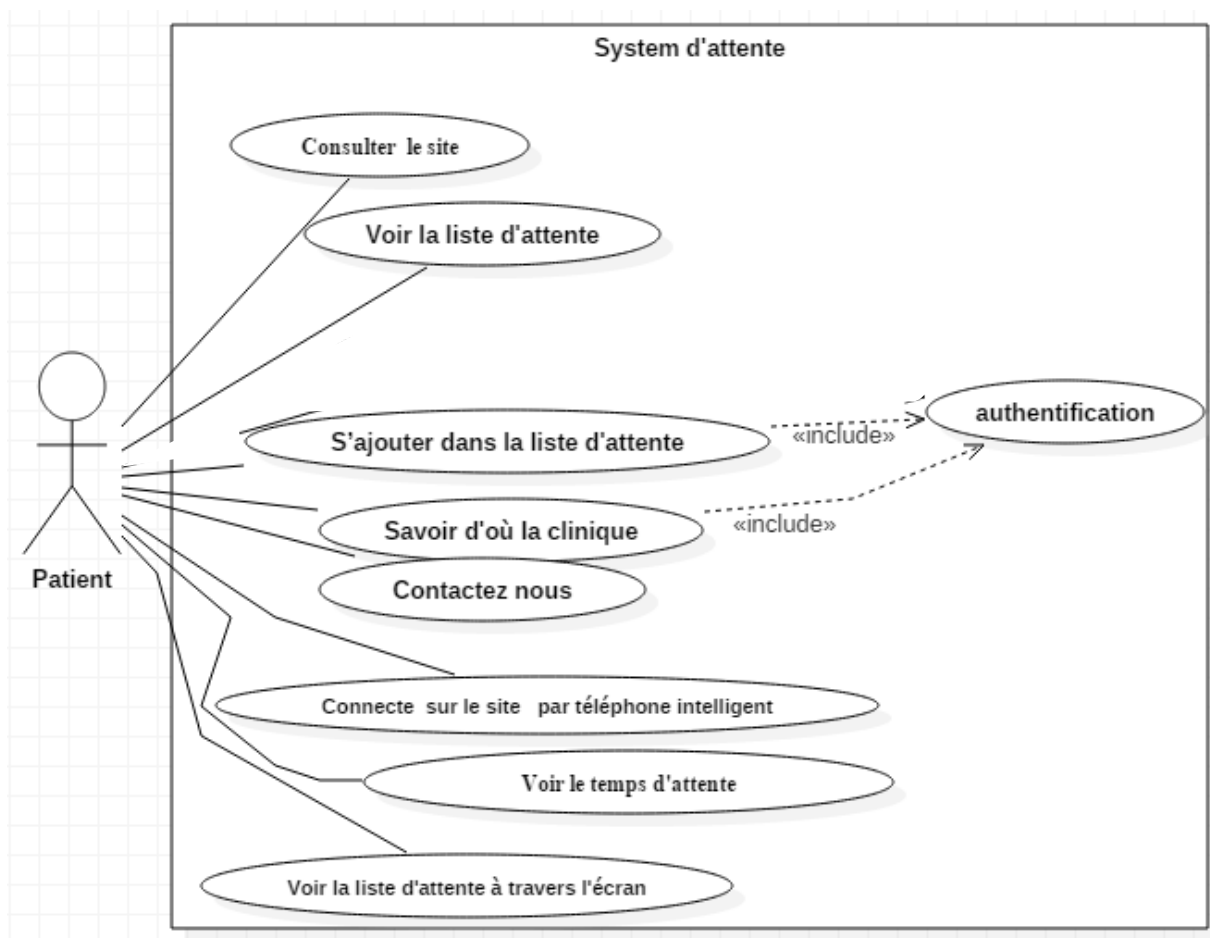 System d'attente
Consulter le site
Voir la liste d'attente
authentification
S'ajouter dans la liste d'attente
«include»
Savoir d'où la clinique
«include»
Patient
Contactez nous
Connecte sur le site par téléphone intelligent
Voir le temps d'attente
Voir la liste d'attente à travers l'écran